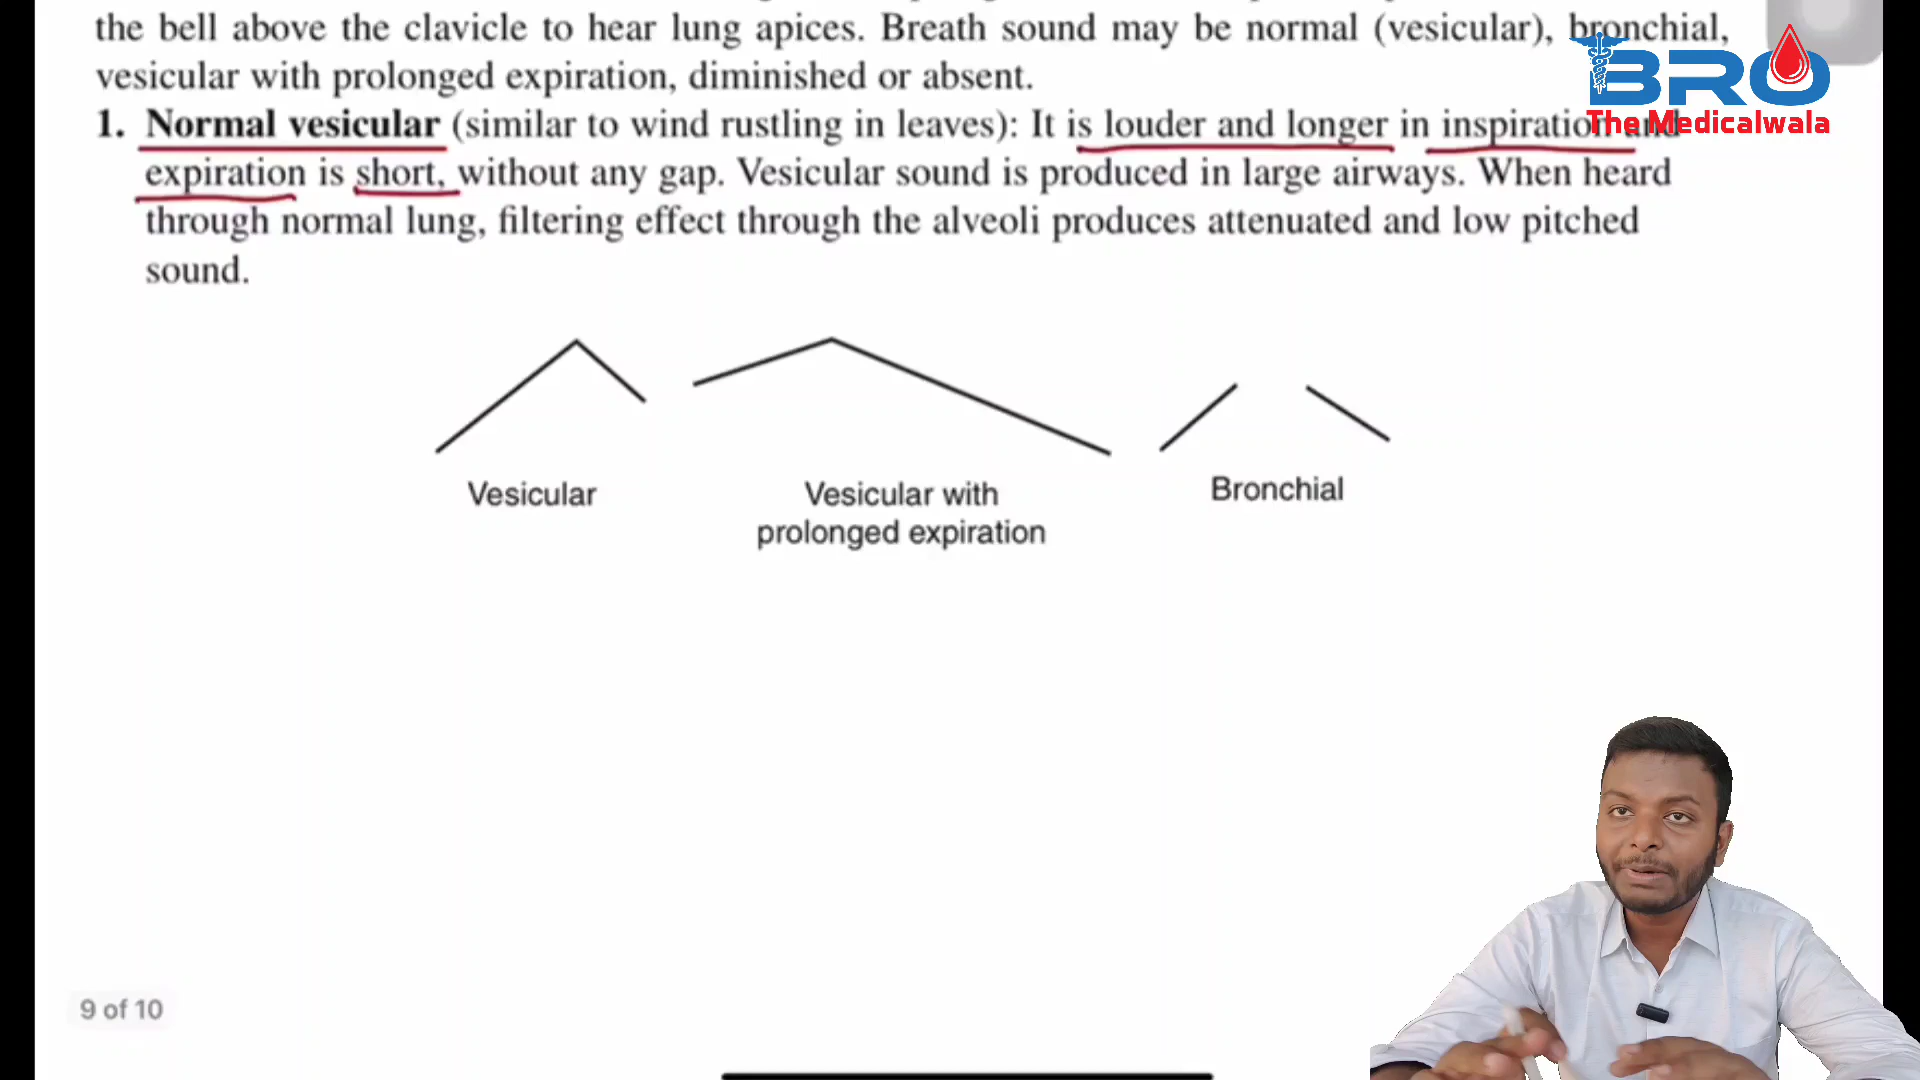 the bell above the clavicle to hear lung apices. Breath sound may be normal (vesicular), bronchial,
vesicular with prolonged expiration, diminished or absent.
BRO
The Medicalwala
1. Normal vesicular (similar to wind rustling in leaves): It is louder and longer in inspiration and
expiration is short, without any gap. Vesicular sound is produced in large airways. When heard
through normal lung, filtering effect through the alveoli produces attenuated and low pitched
sound.
Vesicular
Vesicular with
prolonged expiration
Bronchial
9 of 10